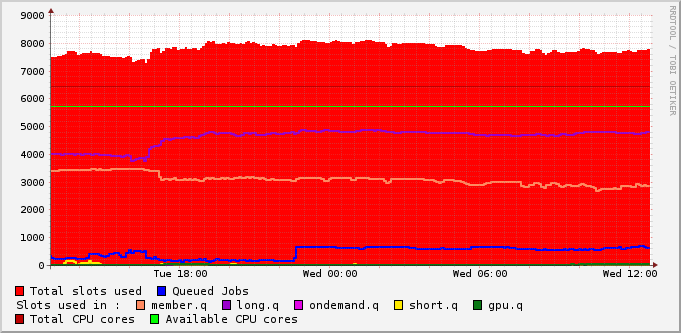 RRDTOOL / TOBI OETIKER
9000
8000
7000
6000
5000
4000
3000
2000
1000
0
Tue 18:00 Wed 00:00 Wed 06:00 Wed 12:00
Total slots used Queued Jobs
Slots used in : member.q long.q ondemand.q short.q gpu.q
Total CPU cores Available CPU cores